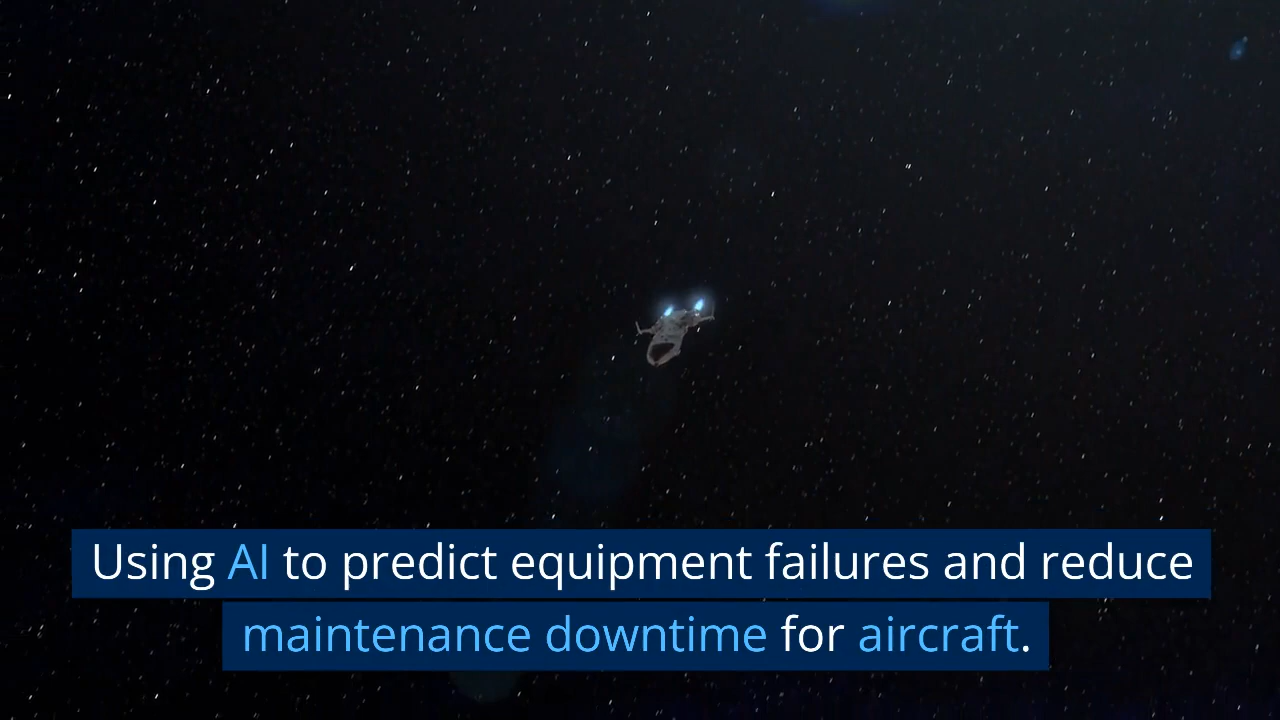 Using AI to predict equipment failures and reduce
maintenance downtime for aircraft.